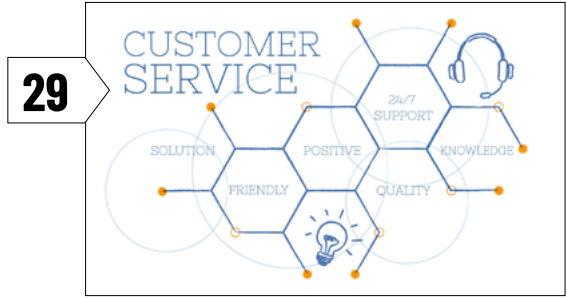 29
CUSTOMER
SERVICE
24/7
SUPPORT
SOLUTION
POSITIVE
KNOWLEDGE
FRIENDLY
QUALITY